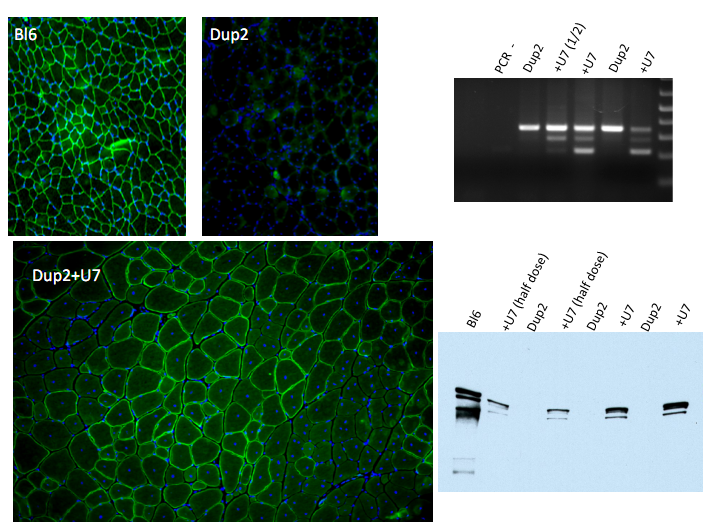 Bl6
Dup2
PCR -
Dup2
+U7 (1/2)
+U7
Dup2
+U7
Dup2+U7
Bl6
+U7 (half dose)
Dup2
+U7 (half dose)
Dup2
+U7
Dup2
+U7